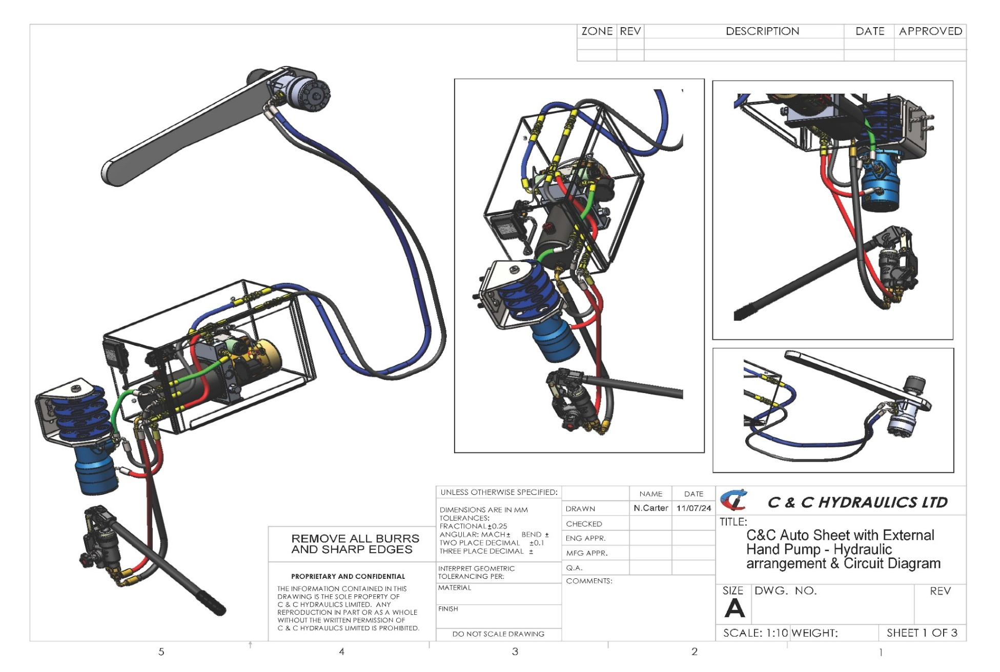 ZONE REV DESCRIPTION DATE APPROVED
UNLESS OTHERWISE SPECIFIED:
DIMENSIONS ARE IN MM
TOLERANCES:
FRACTIONAL±0.25
ANGULAR: MACH± BEND ±
TWO PLACE DECIMAL ±0.1
THREE PLACE DECIMAL ±
INTERPRET GEOMETRIC
TOLERANCING PER:
MATERIAL
FINISH
DO NOT SCALE DRAWING
REMOVE ALL BURRS
AND SHARP EDGES
PROPRIETARY AND CONFIDENTIAL
THE INFORMATION CONTAINED IN THIS
DRAWING IS THE SOLE PROPERTY OF
C & C HYDRAULICS LIMITED. ANY
REPRODUCTION IN PART OR AS A WHOLE
WITHOUT THE WRITTEN PERMISSION OF
C & C HYDRAULICS LIMITED IS PROHIBITED.
NAME DATE
DRAWN N.Carter 11/07/24
CHECKED
ENG APPR.
MFG APPR.
Q.A.
COMMENTS:
C & C HYDRAULICS LTD
TITLE:
C&C Auto Sheet with External
Hand Pump - Hydraulic
arrangement & Circuit Diagram
SIZE DWG. NO. REV
A
SCALE: 1:10 WEIGHT: SHEET 1 OF 3
5 4 3 2 1